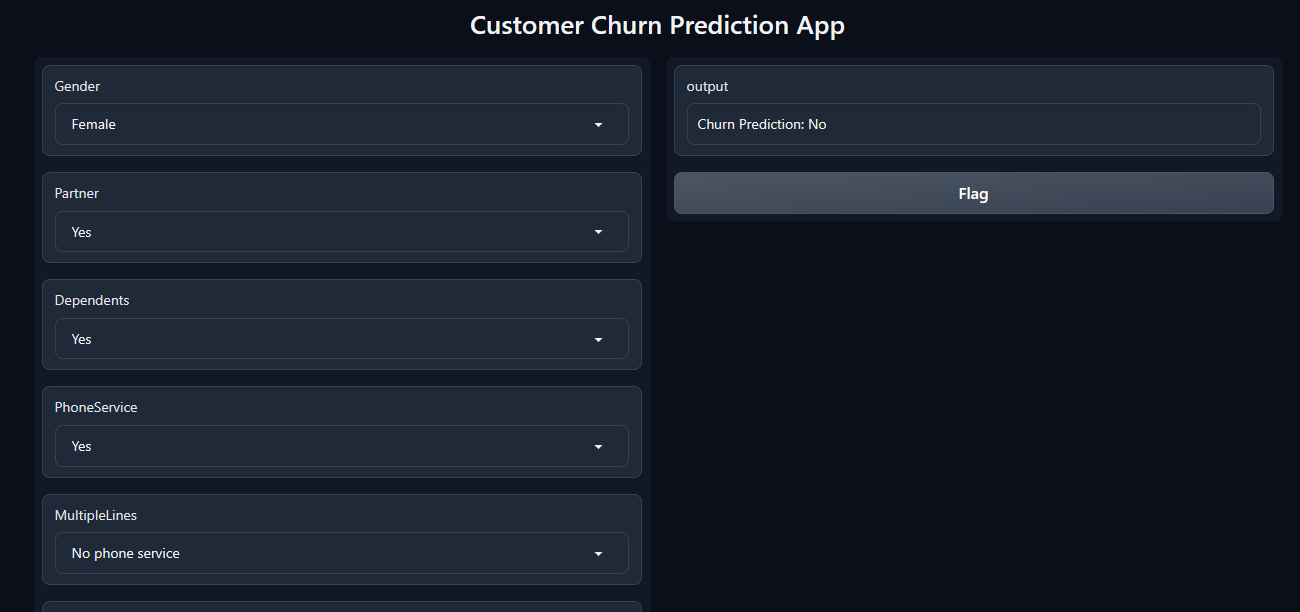 Customer Churn Prediction App
Gender
Female
Partner
Yes
Dependents
Yes
PhoneService
Yes
MultipleLines
No phone service
output
Churn Prediction: No
Flag